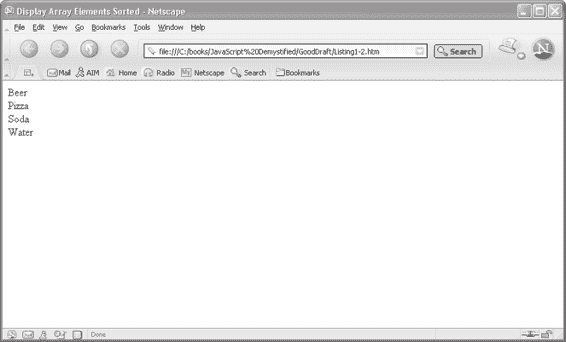 Display Array Elements Sorted - Netscape
File Edit View Go Bookmarks Tools Window Help
file:///C:/books/JavaScript%20Demystified/GoodDraft/Listing1-2.htm Search N
Mail AIM Home Radio My Netscape Search Bookmarks
Beer
Pizza
Soda
Water
Done